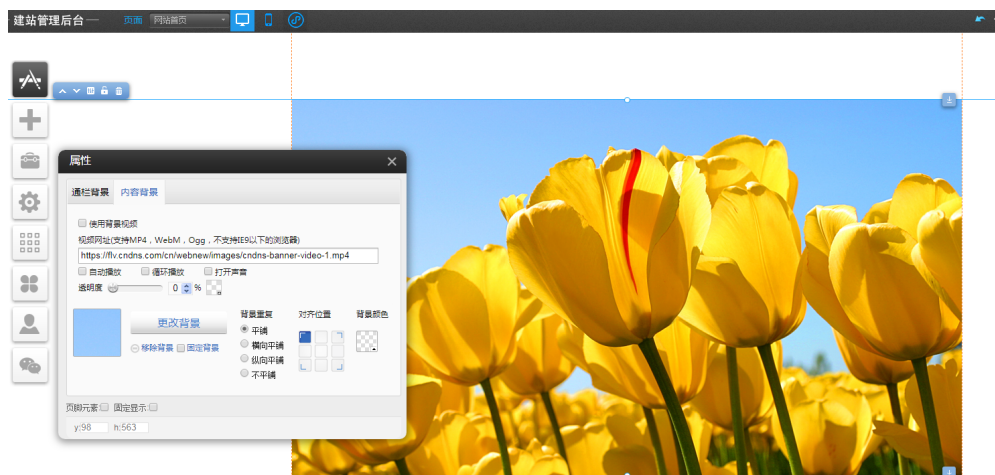 建站管理后台
页面 网站首页
属性
通栏背景 内容背景
使用背景视频
视频网址(支持MP4，WebM，Ogg，不支持IE9以下的浏览器)
https://flv.cndns.com/cn/webnew/images/cndns-banner-video-1.mp4
自动播放 循环播放 打开声音
透明度 0 %
更改背景
移除背景 固定背景
背景重复
平铺
横向平铺
纵向平铺
不平铺
对齐位置
背景颜色
页脚元素: 固定显示:
y:98 h:563